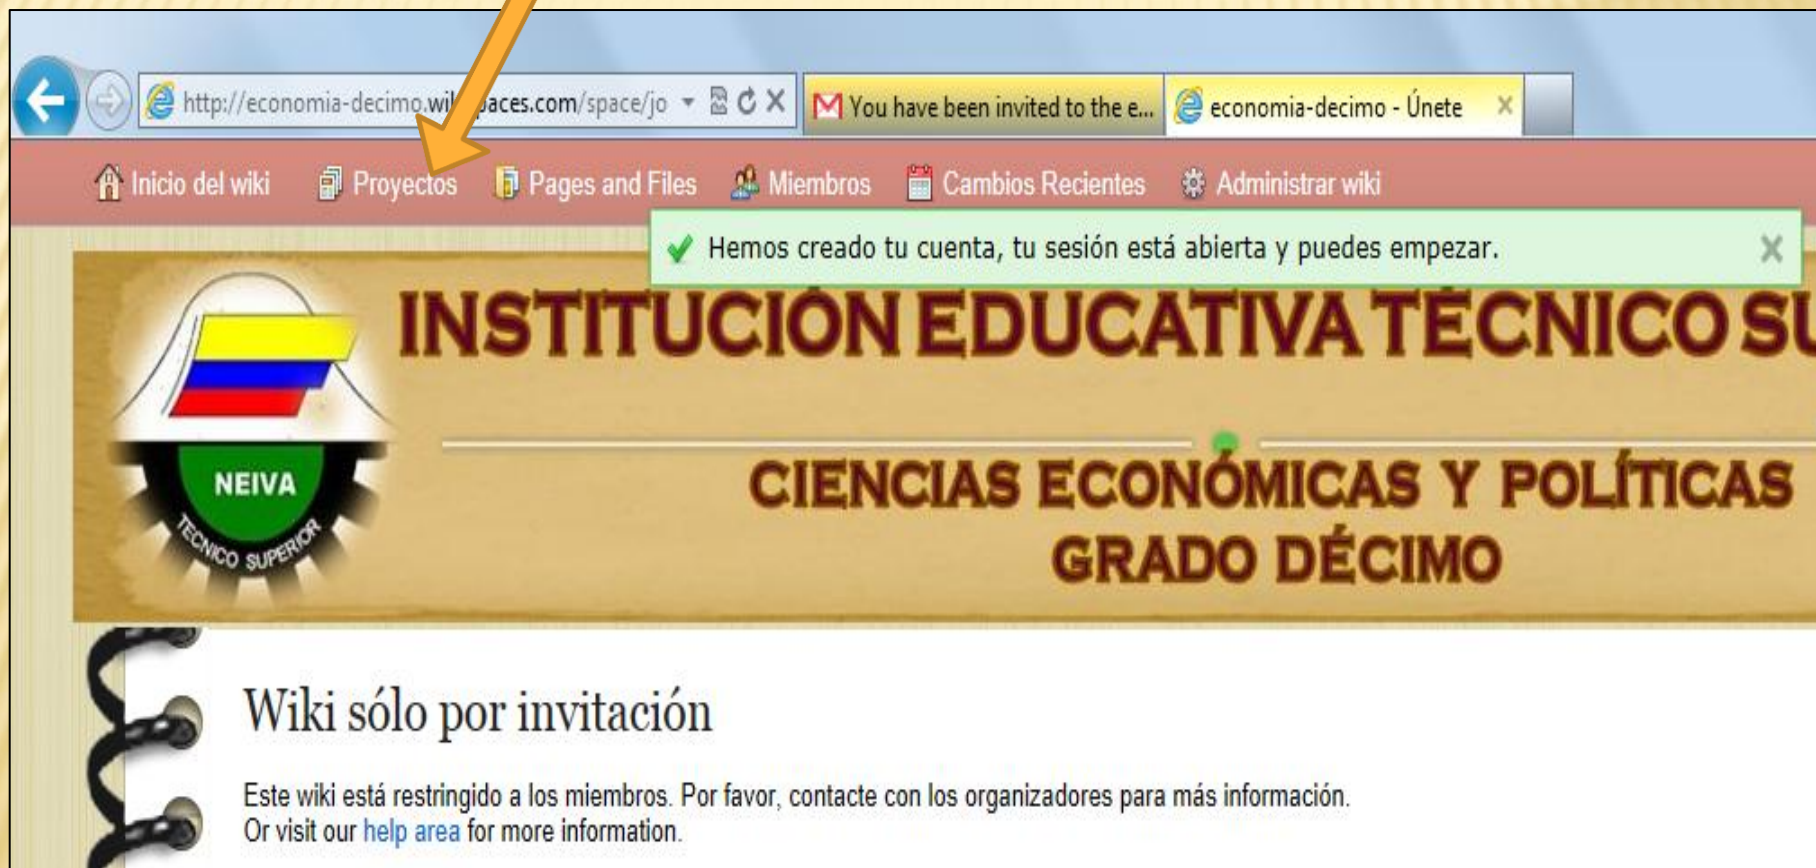 http://economia-decimo.wikispaces.com/space/jo
You have been invited to the e...
economia-decimo - Únete
Inicio del wiki
Proyectos
Pages and Files
Miembros
Cambios Recientes
Administrar wiki
Hemos creado tu cuenta, tu sesión está abierta y puedes empezar.
INSTITUCIÓN EDUCATIVA TÉCNICO SU
NEIVA
TECNICO SUPERIOR
CIENCIAS ECONÓMICAS Y POLÍTICAS
GRADO DÉCIMO
Wiki sólo por invitación
Este wiki está restringido a los miembros. Por favor, contacte con los organizadores para más información.
Or visit our help area for more information.